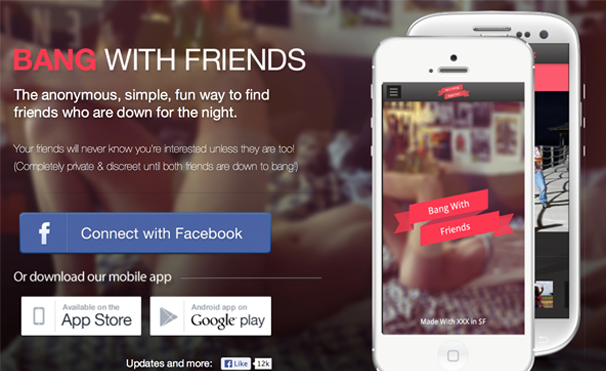 BANG WITH FRIENDS
The anonymous, simple, fun way to find
friends who are down for the night.
Your friends will never know you're interested unless they are too!
(Completely private & discreet until both friends are down to bang!)
f Connect with Facebook
Or download our mobile app
Available on the
App Store
Android app on
Google play
Updates and more: f Like 12k
Bang With
Friends
Made With XXX in SF